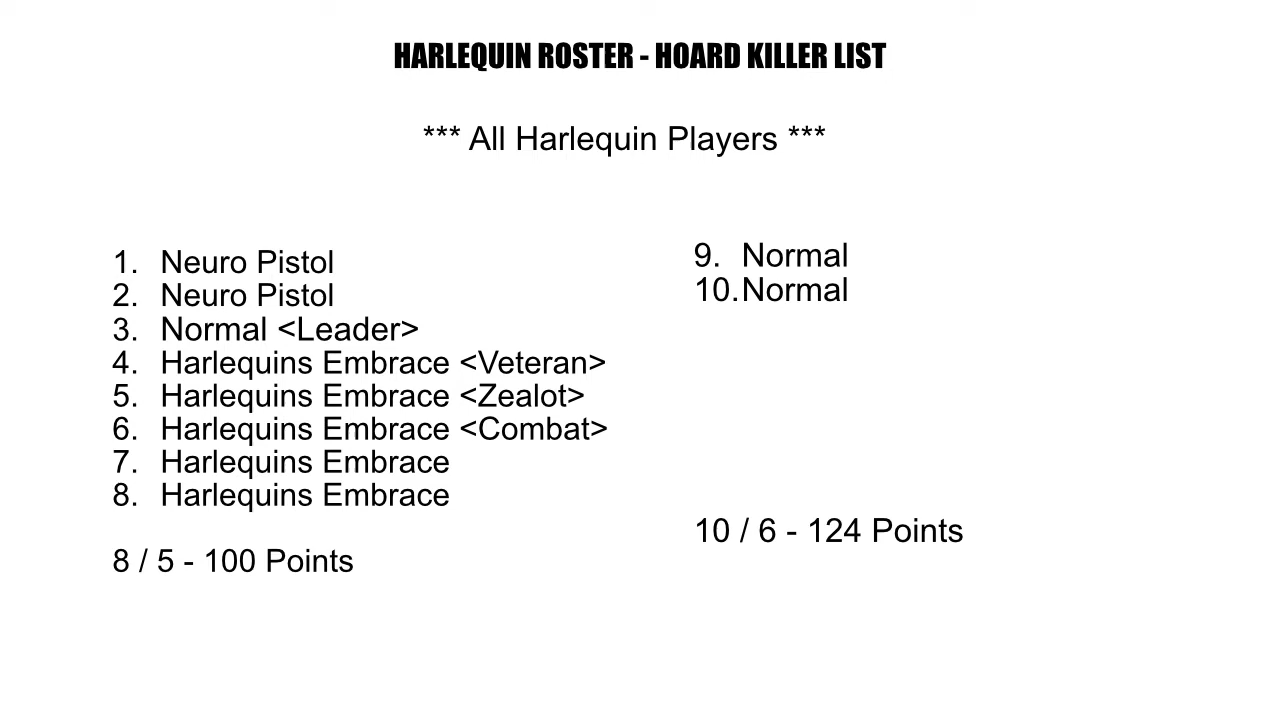 HARLEQUIN ROSTER - HOARD KILLER LIST
*** All Harlequin Players ***
1. Neuro Pistol
2. Neuro Pistol
3. Normal <Leader>
4. Harlequins Embrace <Veteran>
5. Harlequins Embrace <Zealot>
6. Harlequins Embrace <Combat>
7. Harlequins Embrace
8. Harlequins Embrace
8 / 5 - 100 Points
9. Normal
10. Normal
10 / 6 - 124 Points